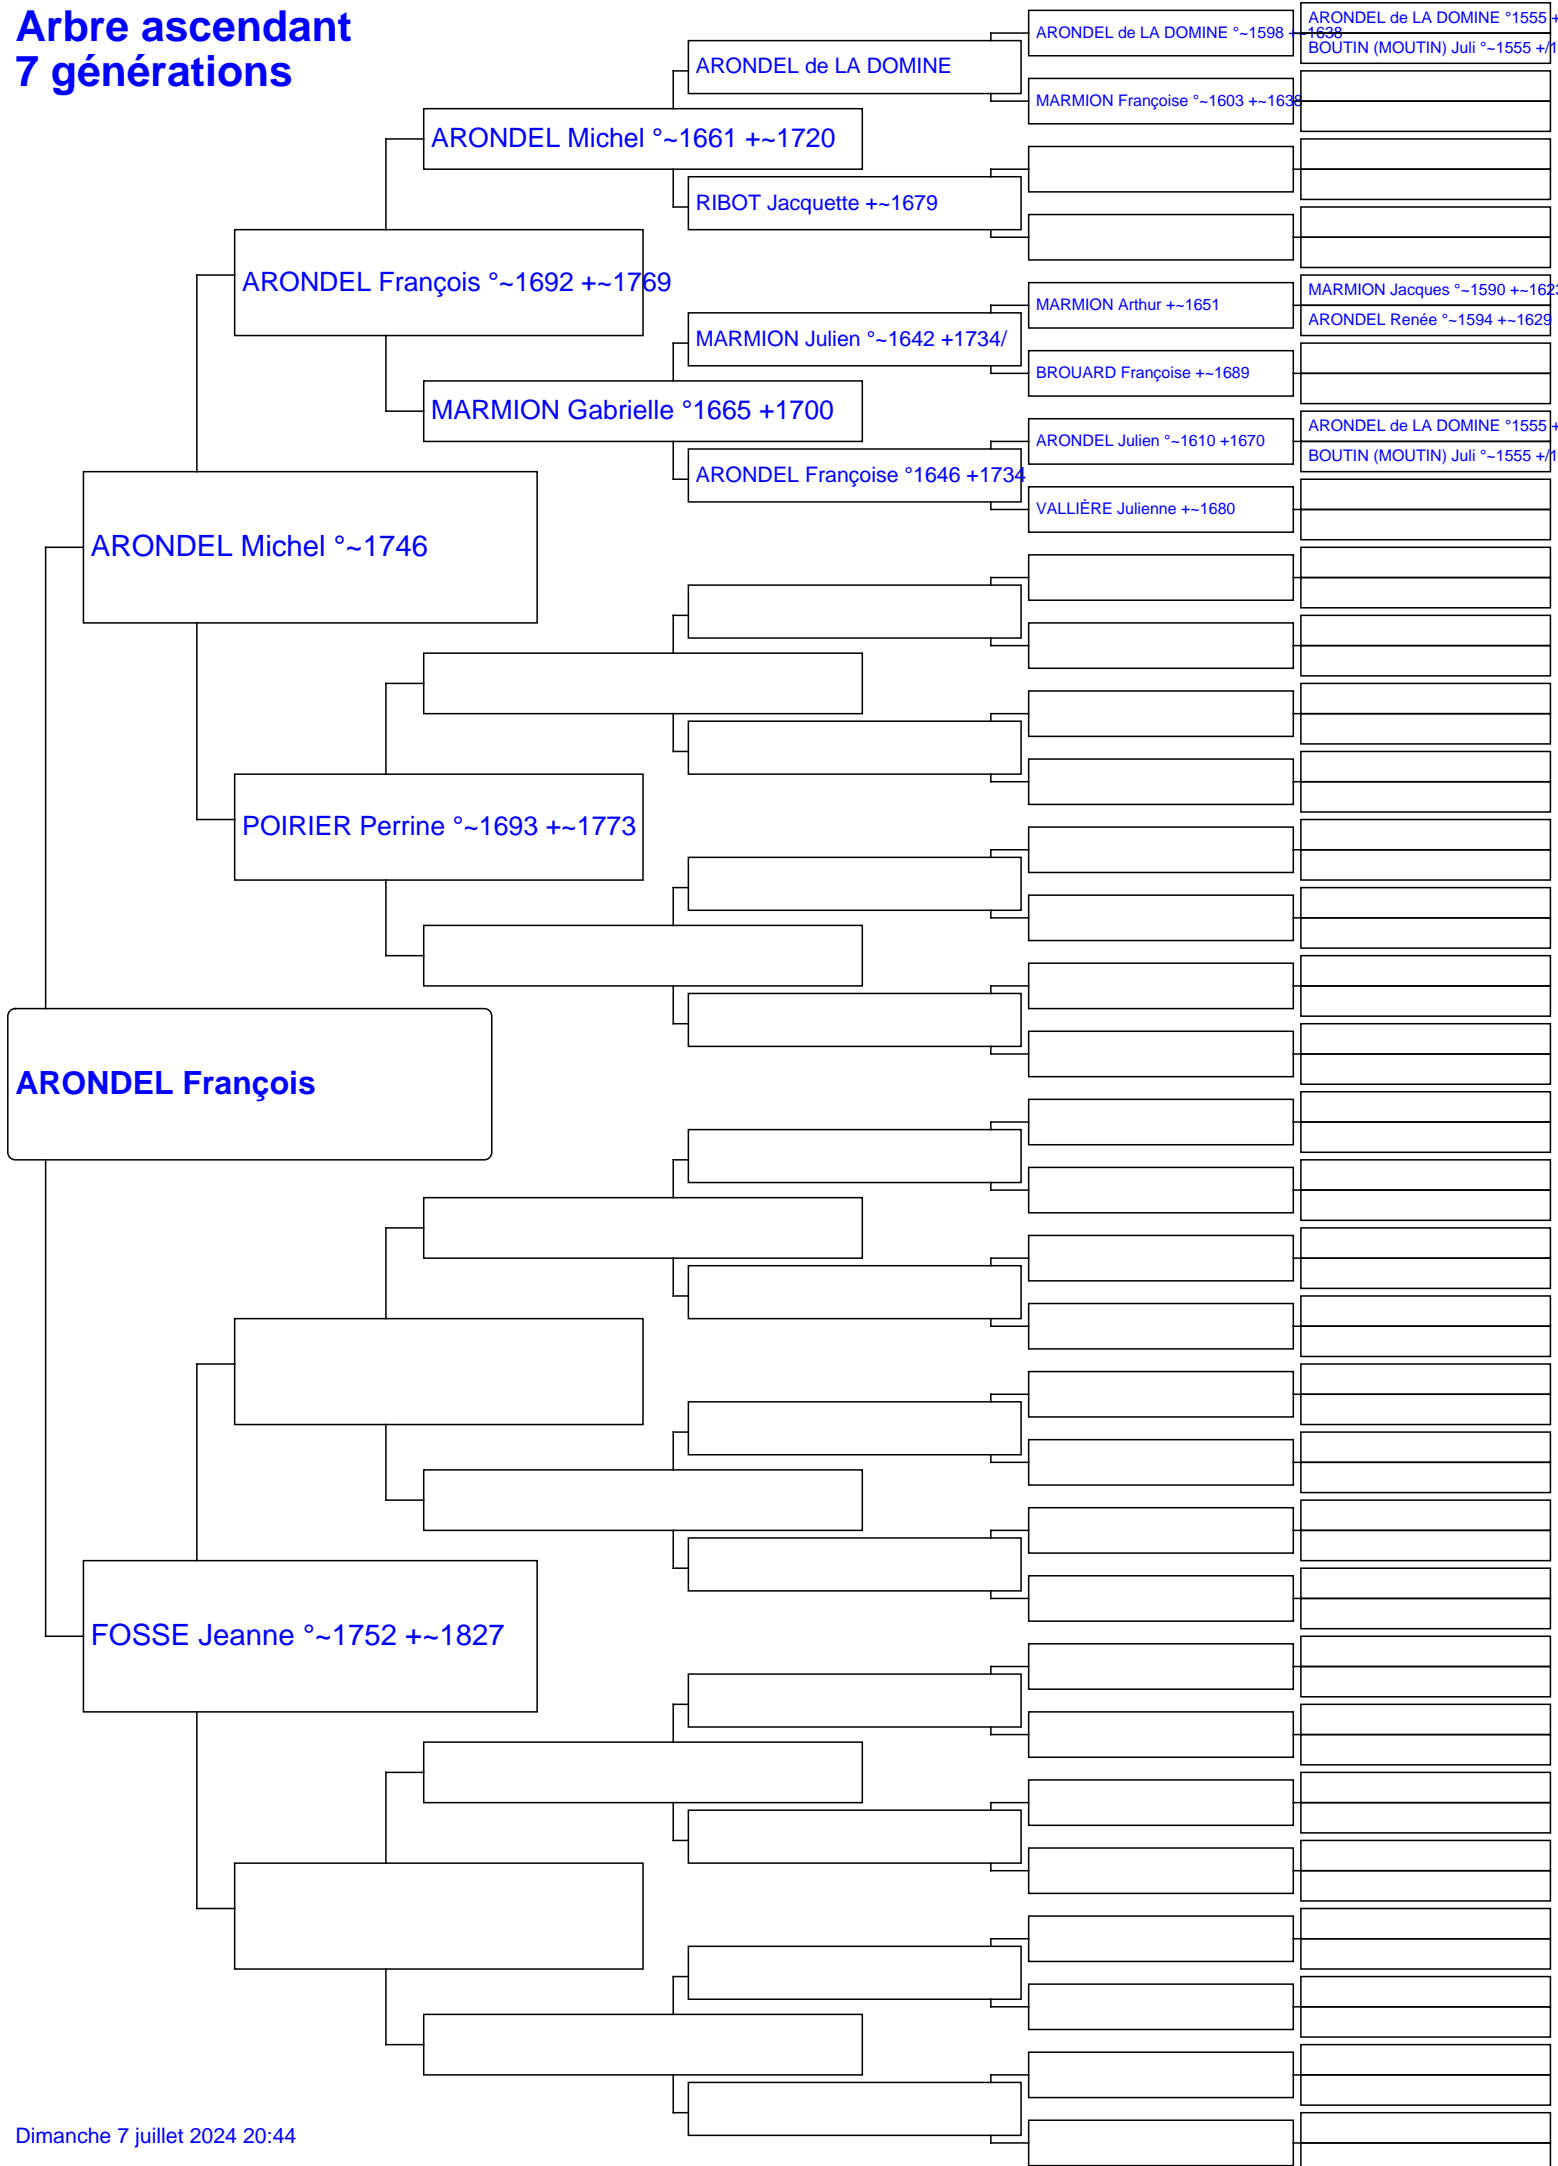 Arbre ascendant
7 générations
ARONDEL de LA DOMINE °1555 +
ARONDEL de LA DOMINE °~1598 +~1638
BOUTIN (MOUTIN) Juli °~1555 +/1
ARONDEL de LA DOMINE
MARMION Françoise °~1603 +~1638
ARONDEL Michel °~1661 +~1720
RIBOT Jacquette +~1679
ARONDEL François °~1692 +~1769
MARMION Jacques °~1590 +~1623
MARMION Arthur +~1651
ARONDEL Renée °~1594 +~1629
MARMION Julien °~1642 +1734/
BROUARD Françoise +~1689
MARMION Gabrielle °1665 +1700
ARONDEL de LA DOMINE °1555 +
ARONDEL Julien °~1610 +1670
BOUTIN (MOUTIN) Juli °~1555 +/1
ARONDEL Françoise °1646 +1734
VALLIÈRE Julienne +~1680
ARONDEL Michel °~1746
POIRIER Perrine °~1693 +~1773
ARONDEL François
FOSSE Jeanne °~1752 +~1827
Dimanche 7 juillet 2024 20:44